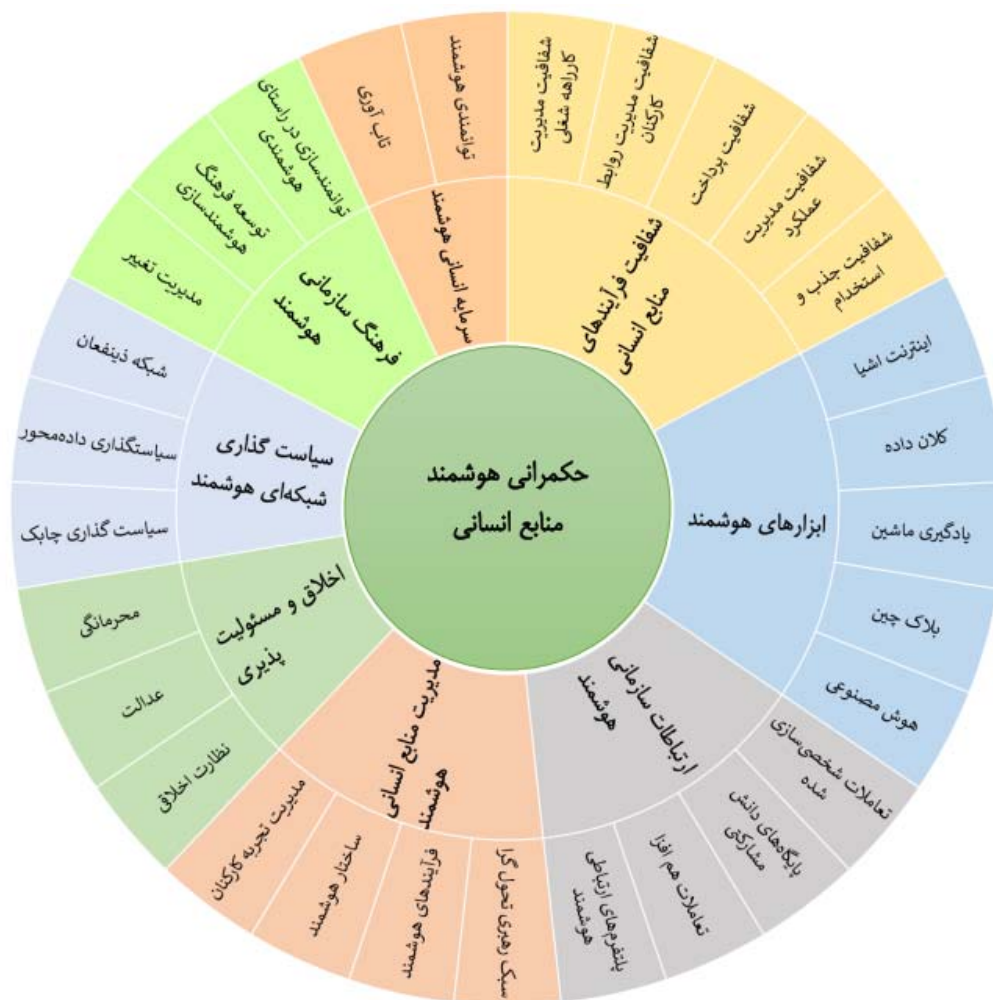 حکمرانی هوشمند
منابع انسانی
شفافیت فرآیندهای
منابع انسانی
شفافیت مدیریت
کارراهه شغلی
شفافیت مدیریت روابط
کارکنان
شفافیت پرداخت
شفافیت مدیریت
عملکرد
شفافیت جذب و
استخدام
ابزارهای هوشمند
اینترنت اشیا
کلان داده
یادگیری ماشین
بلاک چین
هوش مصنوعی
ارتباطات سازمانی
هوشمند
تعاملات شخصی‌سازی
شده
پایگاه‌های دانش
مشارکتی
تعاملات هم افزا
پلتفرم‌های ارتباطی
هوشمند
مدیریت منابع انسانی
هوشمند
سبک رهبری تحول گرا
فرآیندهای هوشمند
ساختار هوشمند
مدیریت تجربه کارکنان
اخلاق و مسئولیت
پذیری
نظارت اخلاقی
عدالت
محرمانگی
سیاست گذاری
شبکه‌ای هوشمند
سیاست گذاری چابک
سیاستگذاری داده‌محور
شبکه ذینفعان
فرهنگ سازمانی
هوشمند
مدیریت تغییر
توسعه فرهنگ
هوشمندسازی
توانمندسازی در راستای
هوشمندی
سرمایه انسانی هوشمند
تاب آوری
توانمندی هوشمند